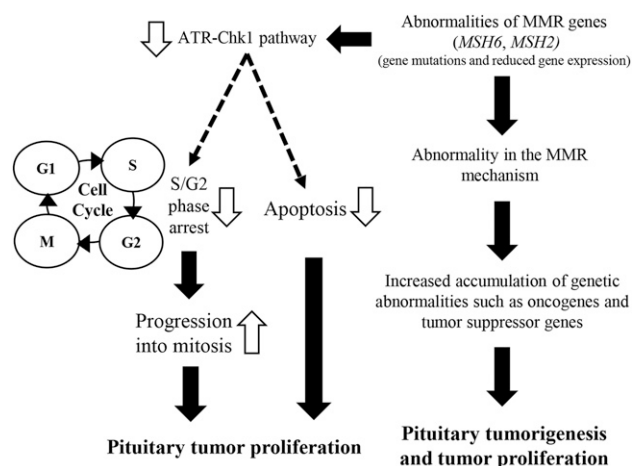 ATR-Chk1 pathway
Abnormalities of MMR genes
(MSH6, MSH2)
(gene mutations and reduced gene expression)
G1
S
Cell
Cycle
M
G2
S/G2
phase
arrest
Apoptosis
Abnormality in the MMR
mechanism
Progression
into mitosis
Increased accumulation of genetic
abnormalities such as oncogenes and
tumor suppressor genes
Pituitary tumor proliferation
Pituitary tumorigenesis
and tumor proliferation